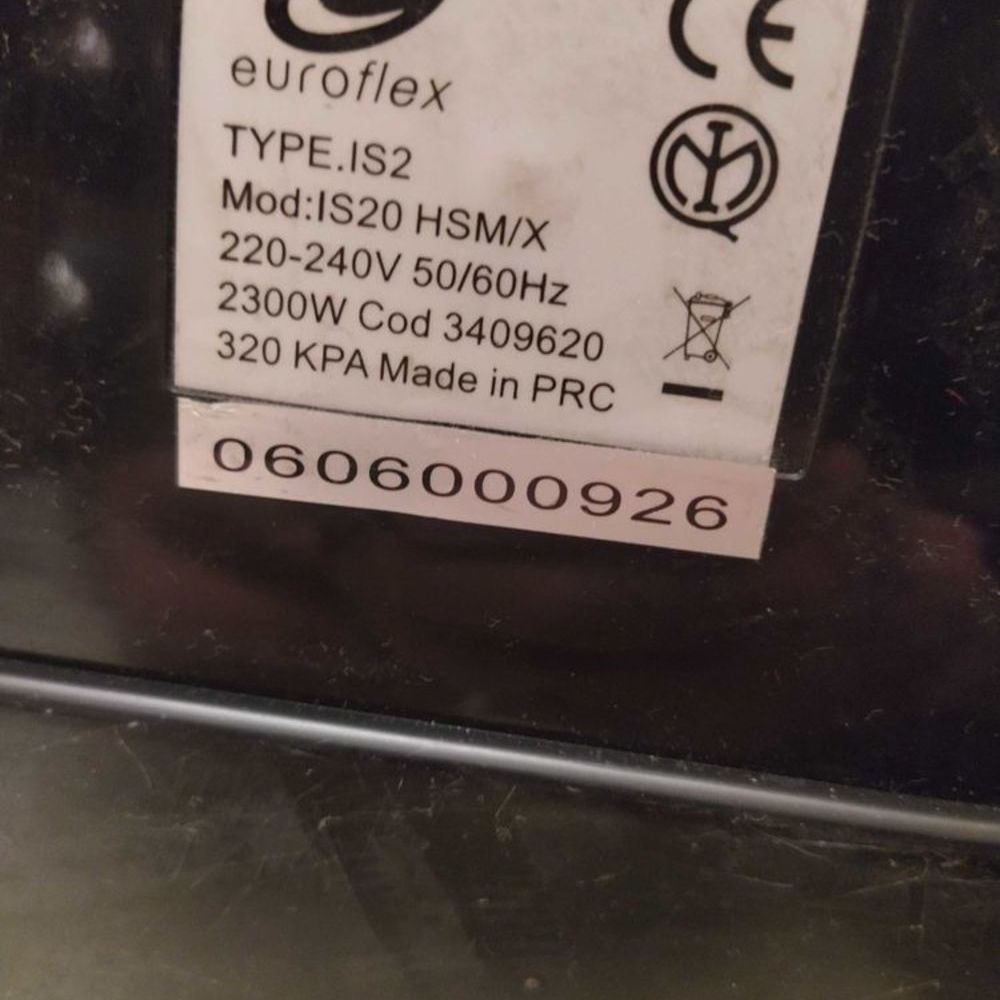 CE
euroflex
TYPE.IS2
Mod:IS20 HSM/X
220-240V 50/60Hz
2300W Cod 3409620
320 KPA Made in PRC
0606000926